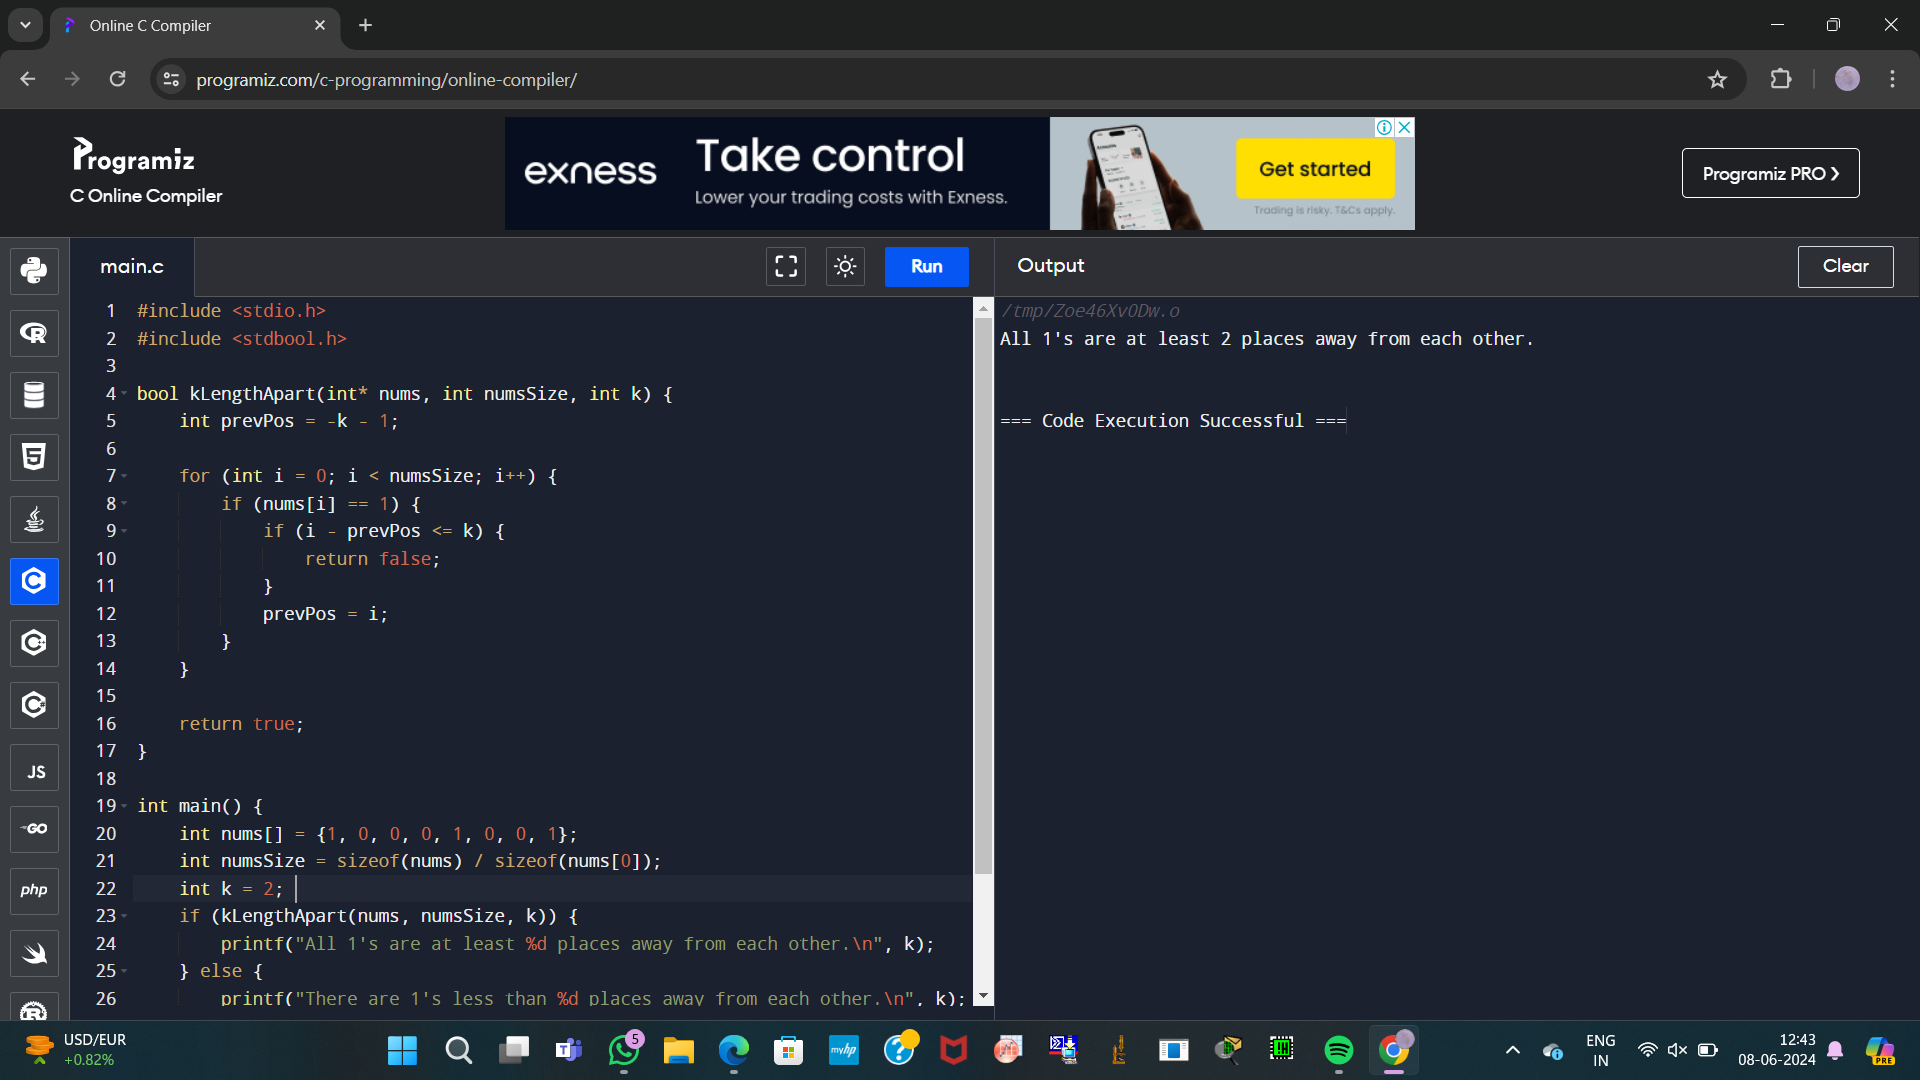 Online C Compiler
programiz.com/c-programming/online-compiler/
Programiz
C Online Compiler
exness
Take control
Lower your trading costs with Exness.
Get started
Trading is risky. T&Cs apply.
Programiz PRO
main.c
Run
Output
Clear
1 #include <stdio.h>
2 #include <stdbool.h>
3
4 bool kLengthApart(int* nums, int numsSize, int k) {
5 int prevPos = -k - 1;
6
7 for (int i = 0; i < numsSize; i++) {
8 if (nums[i] == 1) {
9 if (i - prevPos <= k) {
10 return false;
11 }
12 prevPos = i;
13 }
14 }
15
16 return true;
17 }
18
19 int main() {
20 int nums[] = {1, 0, 0, 0, 1, 0, 0, 1};
21 int numsSize = sizeof(nums) / sizeof(nums[0]);
22 int k = 2;
23 if (kLengthApart(nums, numsSize, k)) {
24 printf("All 1's are at least %d places away from each other.\n", k);
25 } else {
26 printf("There are 1's less than %d places away from each other.\n", k);
/tmp/Zoe46XvODw.o
All 1's are at least 2 places away from each other.
=== Code Execution Successful ===
JS
GO
php
USD/EUR
+0.82%
5
myhp
ENG
IN
12:43
08-06-2024
PRE